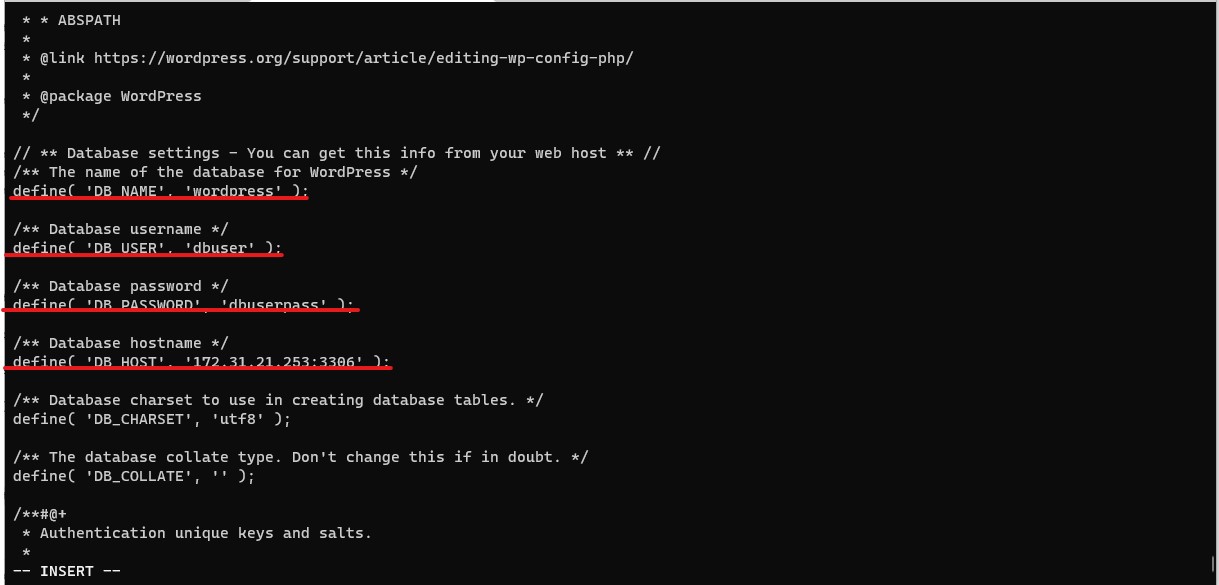 * * ABSPATH
*
* @link https://wordpress.org/support/article/editing-wp-config-php/
*
* @package WordPress
*/
// ** Database settings - You can get this info from your web host ** //
/** The name of the database for WordPress */
define( 'DB_NAME', 'wordpress' );
/** Database username */
define( 'DB_USER', 'dbuser' );
/** Database password */
define( 'DB_PASSWORD', 'dbuserpass' );
/** Database hostname */
define( 'DB_HOST', '172.31.21.253:3306' );
/** Database charset to use in creating database tables. */
define( 'DB_CHARSET', 'utf8' );
/** The database collate type. Don't change this if in doubt. */
define( 'DB_COLLATE', '' );
/**#@+
* Authentication unique keys and salts.
*
-- INSERT --